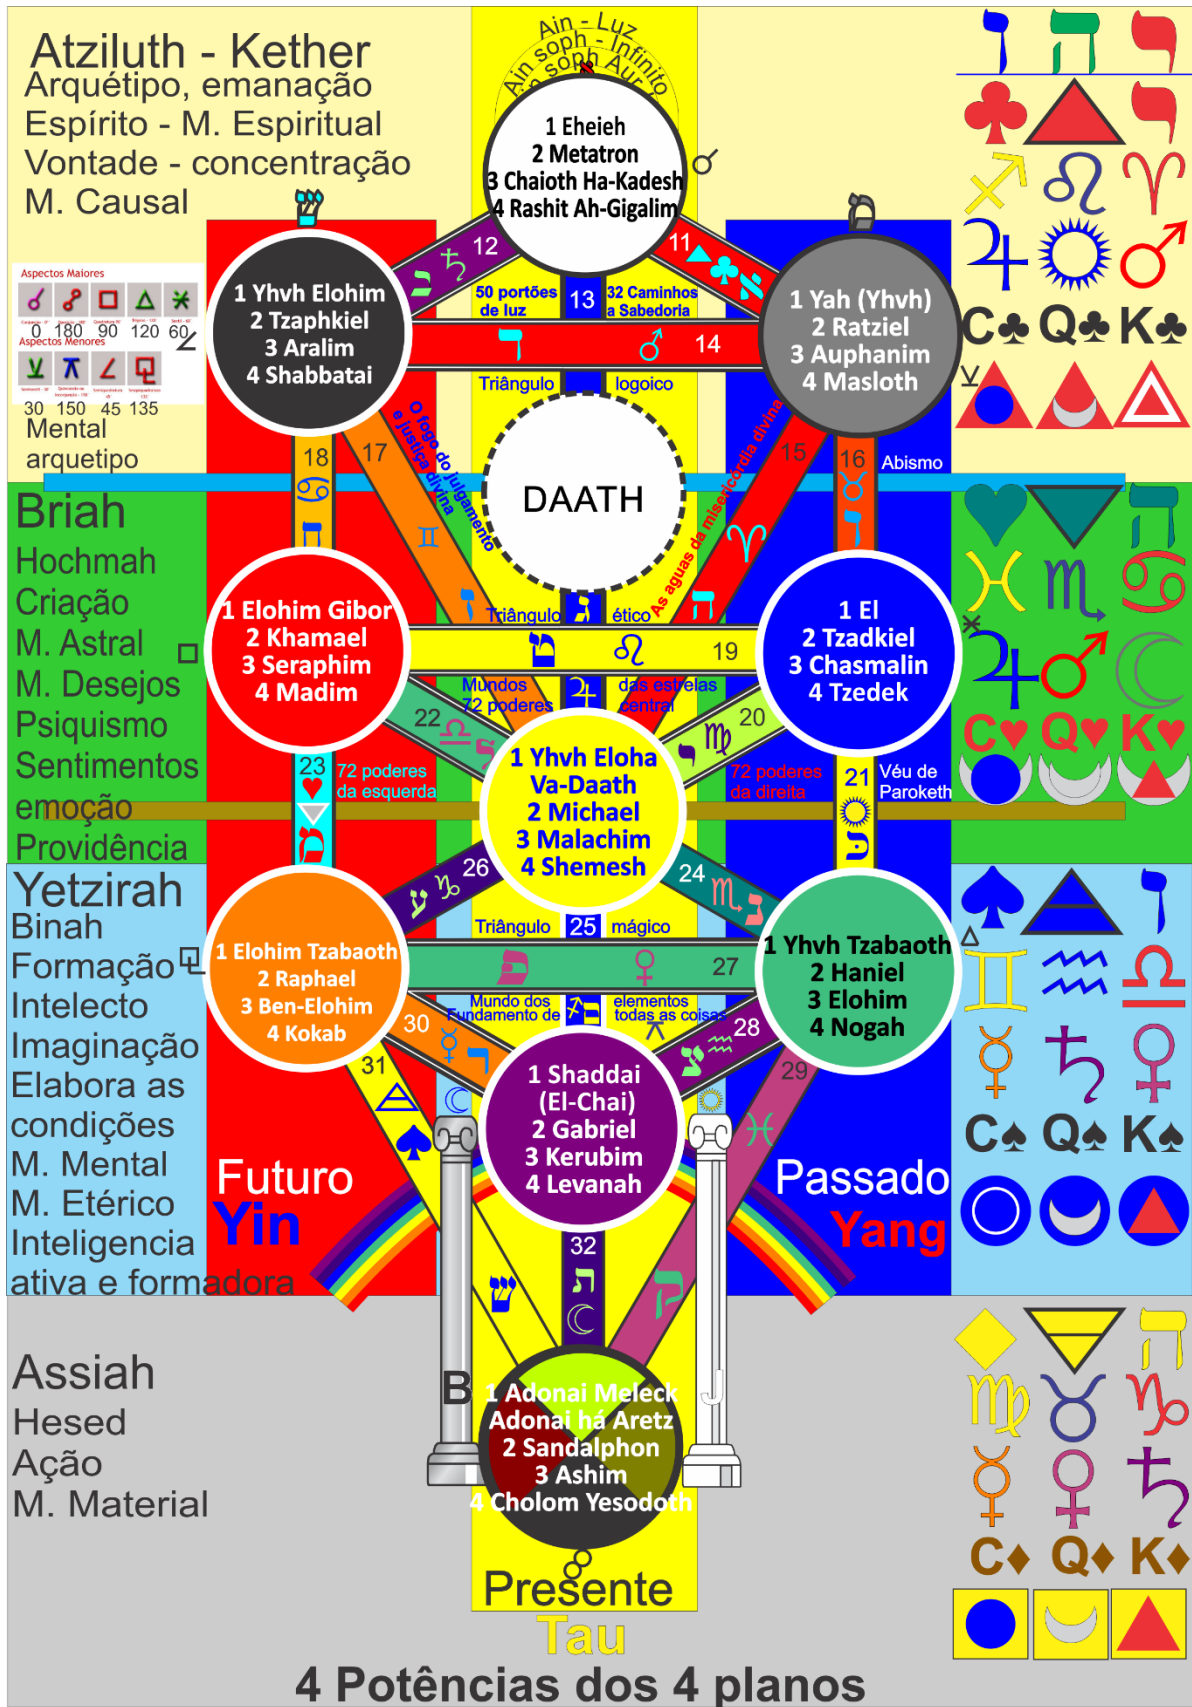 Atziluth - Kether
Arquétipo, emanação
Espírito - M. Espiritual
Vontade - concentração
M. Causal
Ain - Luz
Ain soph - Infinito
soph Aur
1 Eheieh
2 Metatron
3 Chaioth Ha-Kadesh
4 Rashit Ah-Gigalim
ו ה י
ש
א
מ
12 ב
11 א
1 Yhvh Elohim
2 Tzaphkiel
3 Aralim
4 Shabbatai
50 portões
de luz
13
32 Caminhos
a Sabedoria
1 Yah (Yhvh)
2 Ratziel
3 Auphanim
4 Masloth
ד 14
Triângulo logoico
Aspectos Maiores
0 180 90 120 60
Aspectos Menores
30 150 45 135
Mental
arquetipo
י
C♣ Q♣ K♣
18
ח
17
ז
O fogo do julgamento
e justiça divina
DAATH
As aguas da misericórdia divina
15
ה
16
ו
Abismo
Briah
Hochmah
Criação
M. Astral
M. Desejos
Psiquismo
Sentimentos
emoção
Providência
ה
C♥ Q♥ K♥
1 Elohim Gibor
2 Khamael
3 Seraphim
4 Madim
Triângulo ג ético
ט 19
Mundos das estrelas
72 poderes central
1 El
2 Tzadkiel
3 Chasmalin
4 Tzedek
22 ל
20 י
23
מ
72 poderes
da esquerda
1 Yhvh Eloha
Va-Daath
2 Michael
3 Malachim
4 Shemesh
72 poderes
da direita
21
כ
Véu de
Paroketh
Yetzirah
Binah
Formação
Intelecto
Imaginação
Elabora as
condições
M. Mental
M. Etérico
Inteligencia
ativa e formadora
26 ע
24 נ
Triângulo 25 mágico
1 Elohim Tzabaoth
2 Raphael
3 Ben-Elohim
4 Kokab
פ 27
Mundo dos elementos
Fundamento de todas as coisas
1 Yhvh Tzabaoth
2 Haniel
3 Elohim
4 Nogah
ו
C♠ Q♠ K♠
30 ר
28 צ
31
29
1 Shaddai
(El-Chai)
2 Gabriel
3 Kerubim
4 Levanah
Futuro
Yin
Passado
Yang
ש
32
ת
ק
Assiah
Hesed
Ação
M. Material
B
J
1 Adonai Meleck
Adonai há Aretz
2 Sandalphon
3 Ashim
4 Cholom Yesodoth
ה
C♦ Q♦ K♦
Presente
Tau
4 Potências dos 4 planos